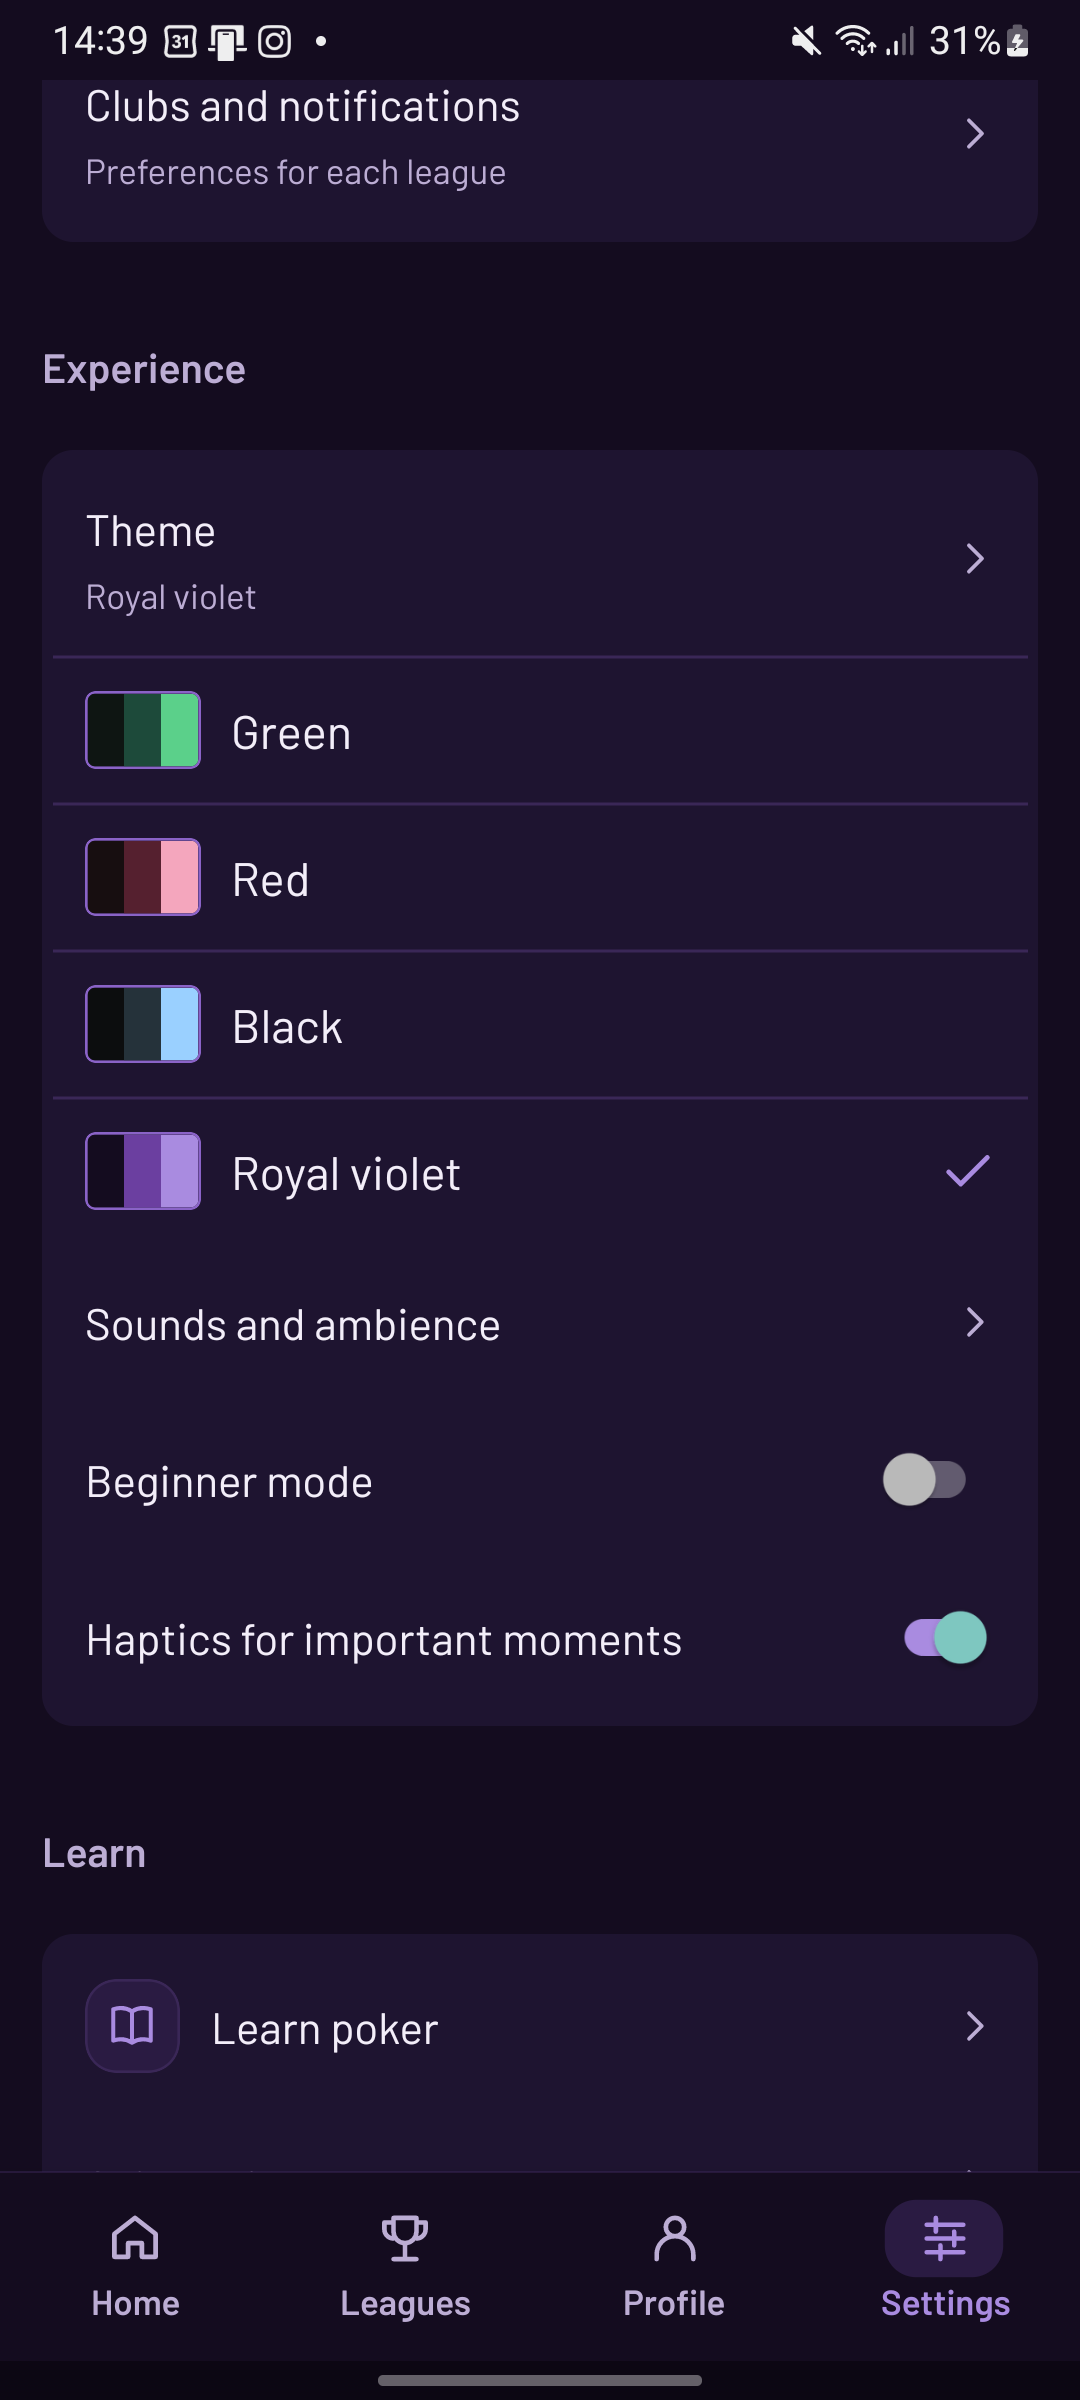 14:39
31
31%
Clubs and notifications
Preferences for each league
Experience
Theme
Royal violet
Green
Red
Black
Royal violet
Sounds and ambience
Beginner mode
Haptics for important moments
Learn
Learn poker
Home
Leagues
Profile
Settings